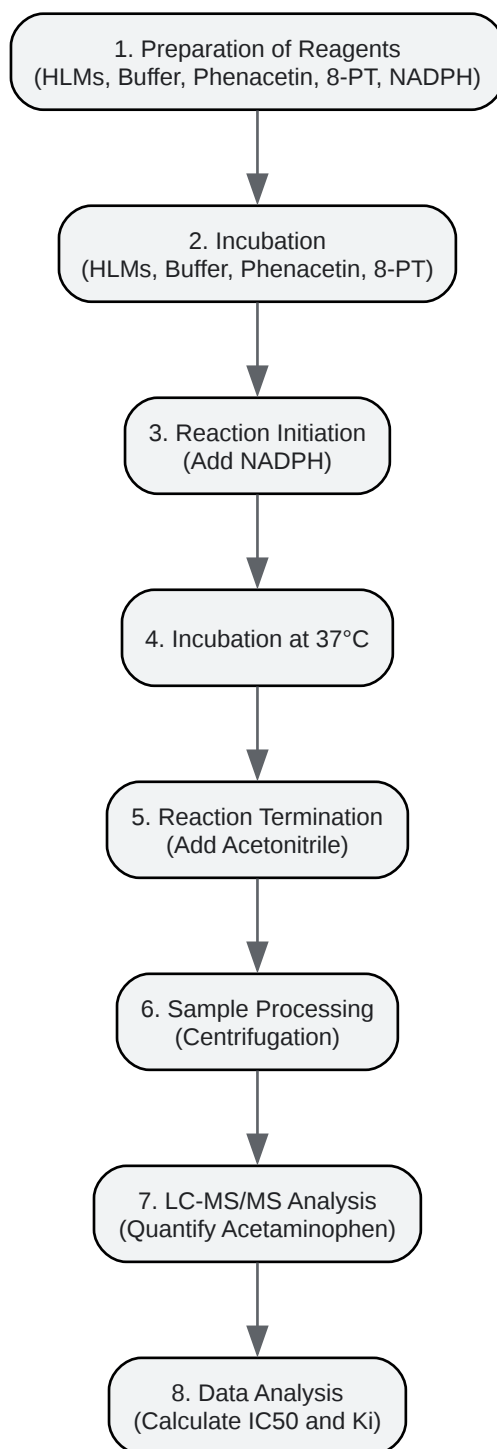 1. Preparation of Reagents
(HLMs, Buffer, Phenacetin, 8-PT, NADPH)
2. Incubation
(HLMs, Buffer, Phenacetin, 8-PT)
3. Reaction Initiation
(Add NADPH)
4. Incubation at 37°C
5. Reaction Termination
(Add Acetonitrile)
6. Sample Processing
(Centrifugation)
7. LC-MS/MS Analysis
(Quantify Acetaminophen)
8. Data Analysis
(Calculate IC50 and Ki)